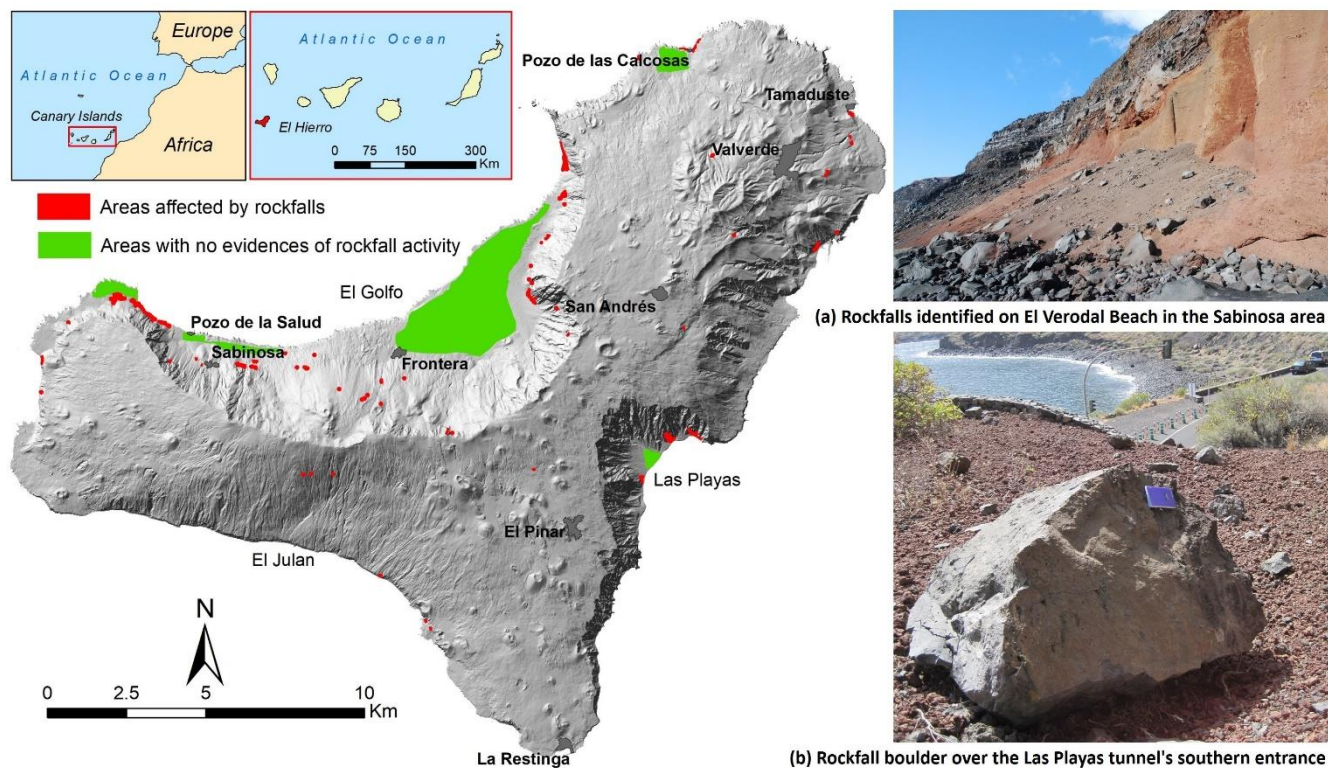 Europe
Atlantic Ocean
Canary Islands
Africa
Atlantic Ocean
El Hierro
0 75 150 300
Km
Areas affected by rockfalls
Areas with no evidences of rockfall activity
Pozo de las Calcosas
Tamaduste
Valverde
El Golfo
San Andrés
Pozo de la Salud
Sabinosa
Frontera
Las Playas
El Pinar
El Julan
N
0 2.5 5 10
Km
La Restinga
(a) Rockfalls identified on El Verodal Beach in the Sabinosa area
(b) Rockfall boulder over the Las Playas tunnel's southern entrance